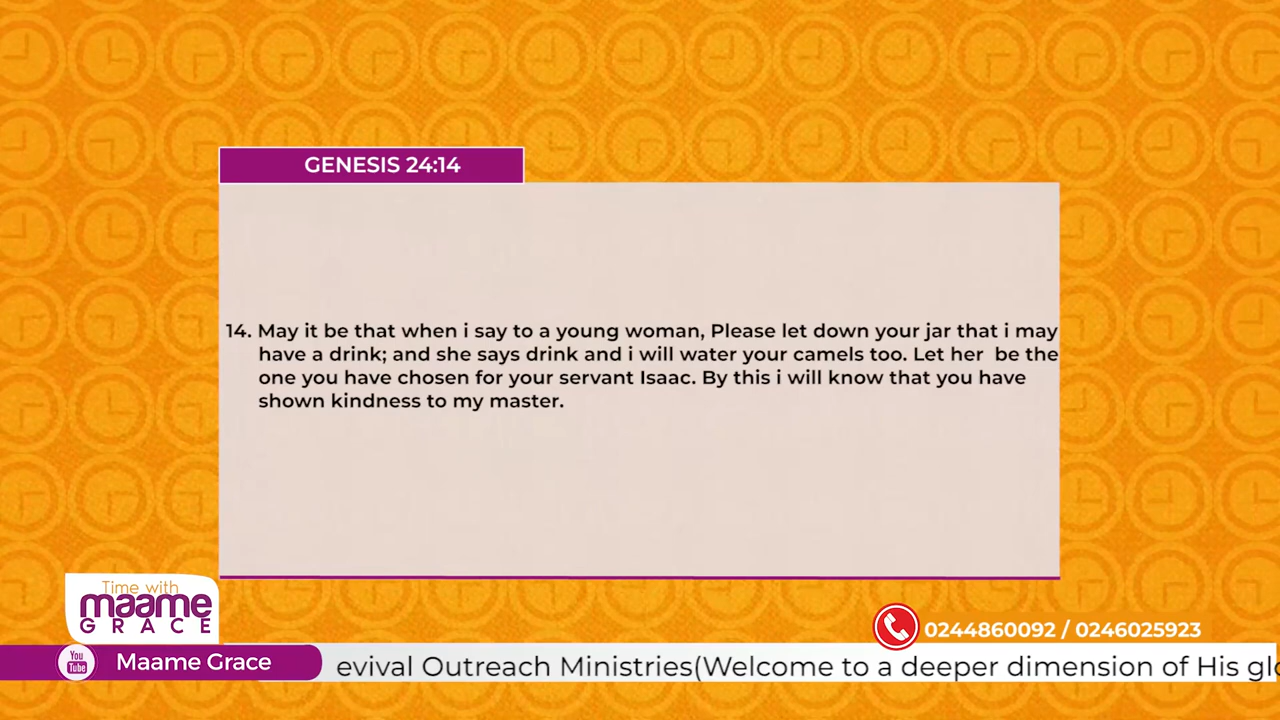 GENESIS 24:14
14. May it be that when i say to a young woman, Please let down your jar that i may
have a drink; and she says drink and i will water your camels too. Let her be the
one you have chosen for your servant Isaac. By this i will know that you have
shown kindness to my master.
Time with
maame
GRACE
0244860092 / 0246025923
You
Tube
Maame Grace
evival Outreach Ministries(Welcome to a deeper dimension of His glo